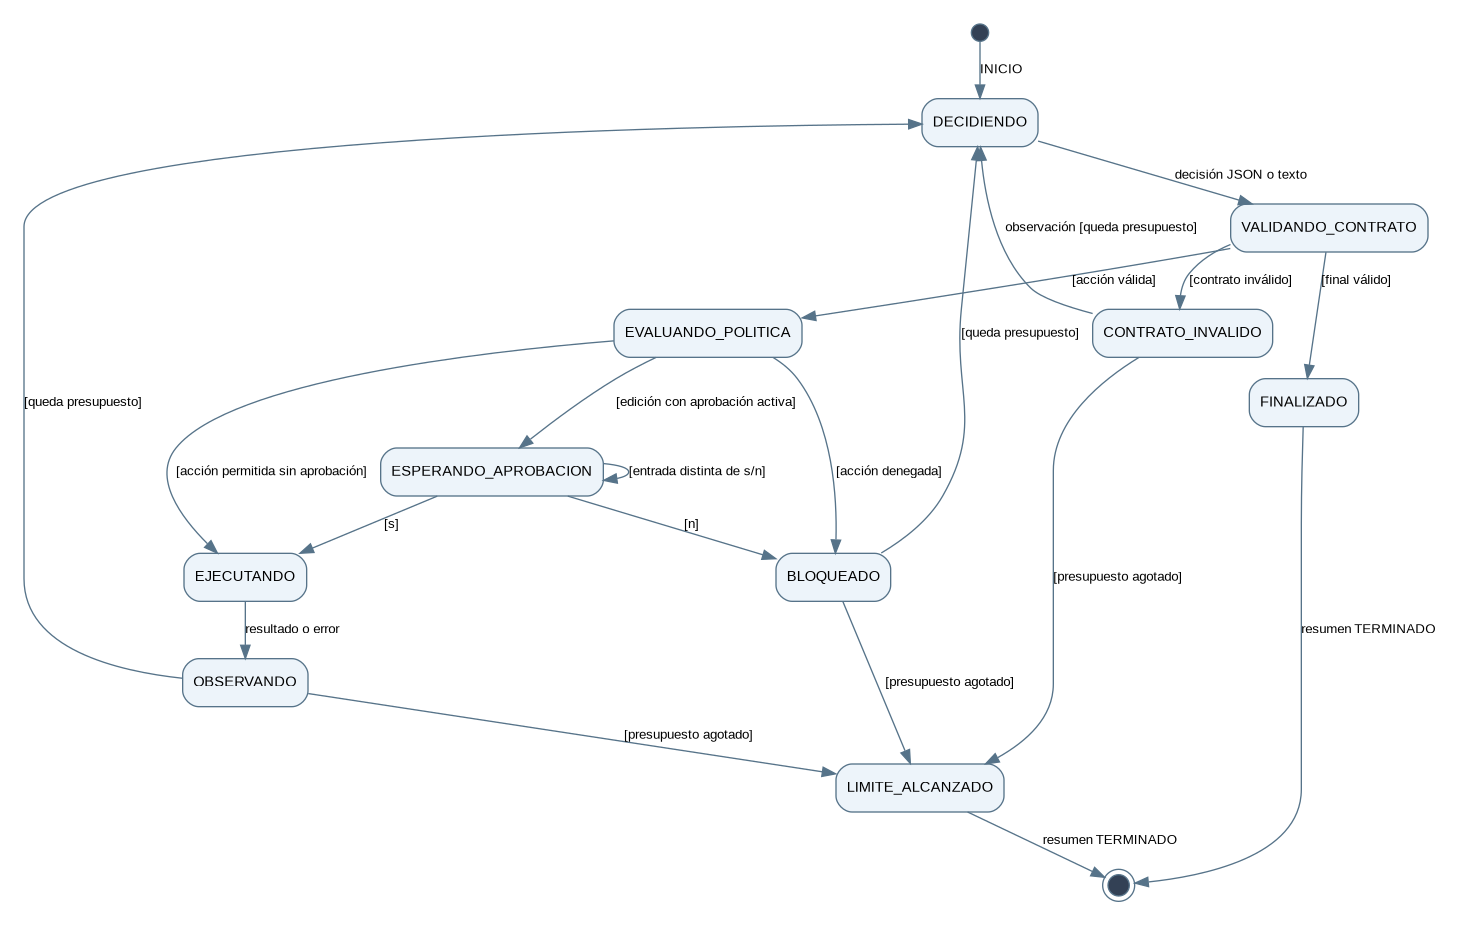 INICIO
DECIDIENDO
decisión JSON o texto
VALIDANDO_CONTRATO
observación [queda presupuesto]
[acción válida]
[contrato inválido]
[final válido]
EVALUANDO_POLITICA
[queda presupuesto]
CONTRATO_INVALIDO
[queda presupuesto]
[edición con aprobación activa]
FINALIZADO
[acción permitida sin aprobación]
ESPERANDO_APROBACION
[entrada distinta de s/n]
[acción denegada]
[s]
[n]
EJECUTANDO
BLOQUEADO
[presupuesto agotado]
resultado o error
resumen TERMINADO
OBSERVANDO
[presupuesto agotado]
[presupuesto agotado]
LIMITE_ALCANZADO
resumen TERMINADO